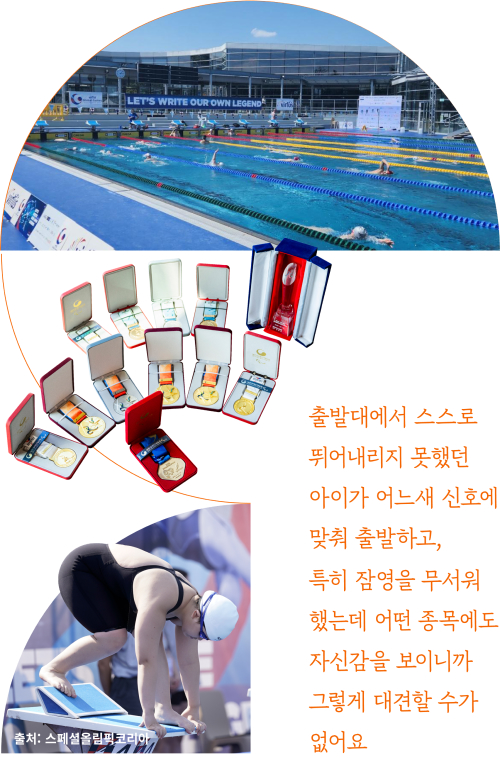 LET'S WRITE OUR OWN LEGEND
출발대에서 스스로
뛰어내리지 못했던
아이가 어느새 신호에
맞춰 출발하고,
특히 잠영을 무서워
했는데 어떤 종목에도
자신감을 보이니까
그렇게 대견할 수가
없어요
출처: 스페셜올림픽코리아